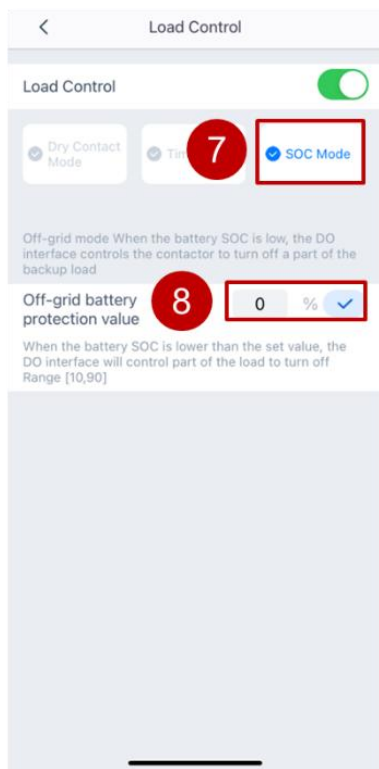 Load Control
Load Control
Dry Contact
Mode
7
SOC Mode
Off-grid mode When the battery SOC is low, the DO
interface controls the contactor to turn off a part of the
backup load
Off-grid battery
protection value
8
0 %
When the battery SOC is lower than the set value, the
DO interface will control part of the load to turn off
Range [10,90]